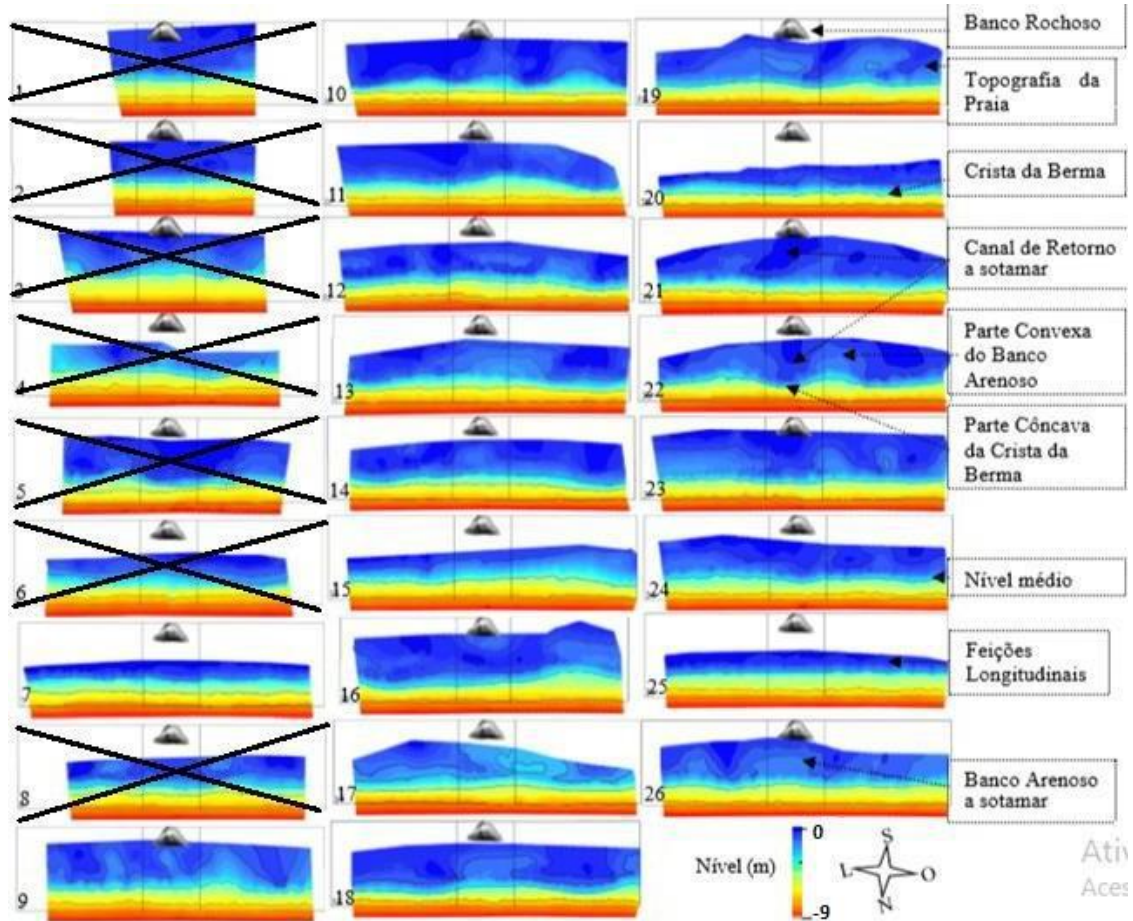 1
2
3
4
5
6
7
8
9
10
11
12
13
14
15
16
17
18
19
20
21
22
23
24
25
26
Banco Rochoso
Topografia da
Praia
Crista da Berma
Canal de Retorno
a sotamar
Parte Convexa
do Banco
Arenoso
Parte Côncava
da Crista da
Berma
Nível médio
Feições
Longitudinais
Banco Arenoso
a sotamar
Nível (m)
0
-9
S
L
O
N
Ativ
Aces